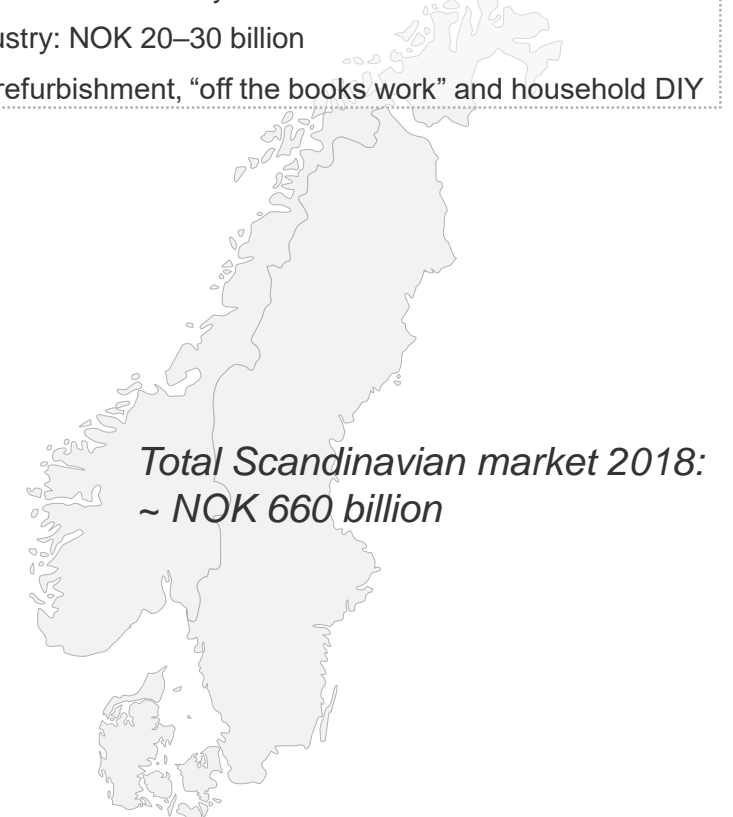 ustry: NOK 20–30 billion
refurbishment, “off the books work” and household DIY
Total Scandinavian market 2018:
~ NOK 660 billion